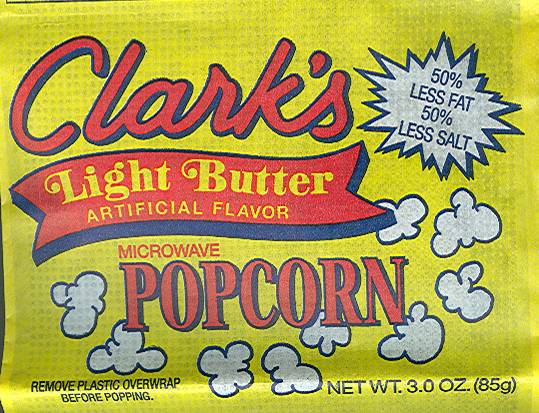 Clark's
50%
LESS FAT
50%
LESS SALT
Light Butter
ARTIFICIAL FLAVOR
MICROWAVE
POPCORN
REMOVE PLASTIC OVERWRAP
BEFORE POPPING.
NET WT. 3.0 OZ. (85g)